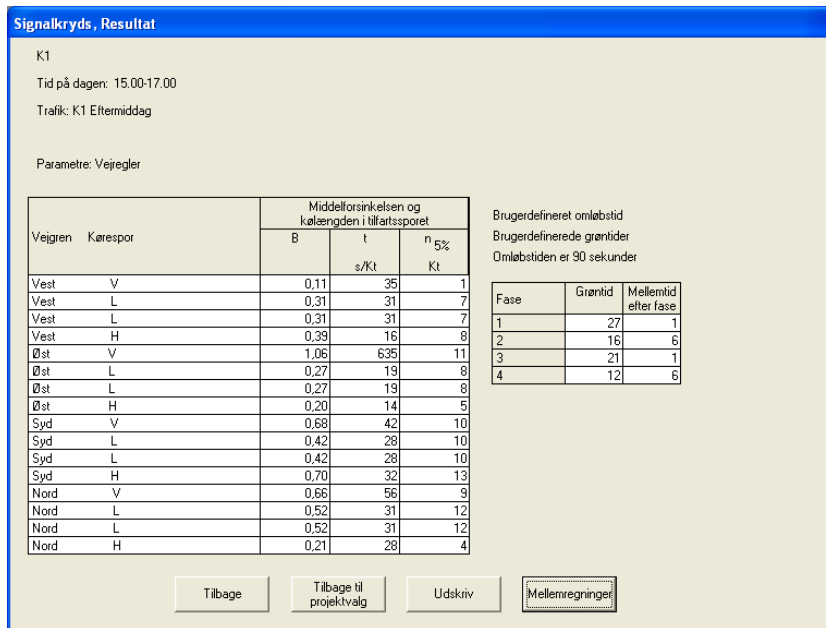 Signalkryds, Resultat
K1
Tid på dagen: 15.00-17.00
Trafik: K1 Eftermiddag
Parametre: Vejregler
Middelforsinkelsen og
kølængden i tilfartssporet
Vejgren Kørespor B t n 5%
s/Kt Kt
Vest V 0,11 35 1
Vest L 0,31 31 7
Vest L 0,31 31 7
Vest H 0,39 16 8
Øst V 1,06 635 11
Øst L 0,27 19 8
Øst L 0,27 19 8
Øst H 0,20 14 5
Syd V 0,68 42 10
Syd L 0,42 28 10
Syd L 0,42 28 10
Syd H 0,70 32 13
Nord V 0,66 56 9
Nord L 0,52 31 12
Nord L 0,52 31 12
Nord H 0,21 28 4
Brugerdefineret omløbstid
Brugerdefinerede grøntider
Omløbstiden er 90 sekunder
Fase Grøntid Mellemtid
efter fase
1 27 1
2 16 6
3 21 1
4 12 6
Tilbage
Tilbage til
projektvalg
Udskriv
Mellemregninger